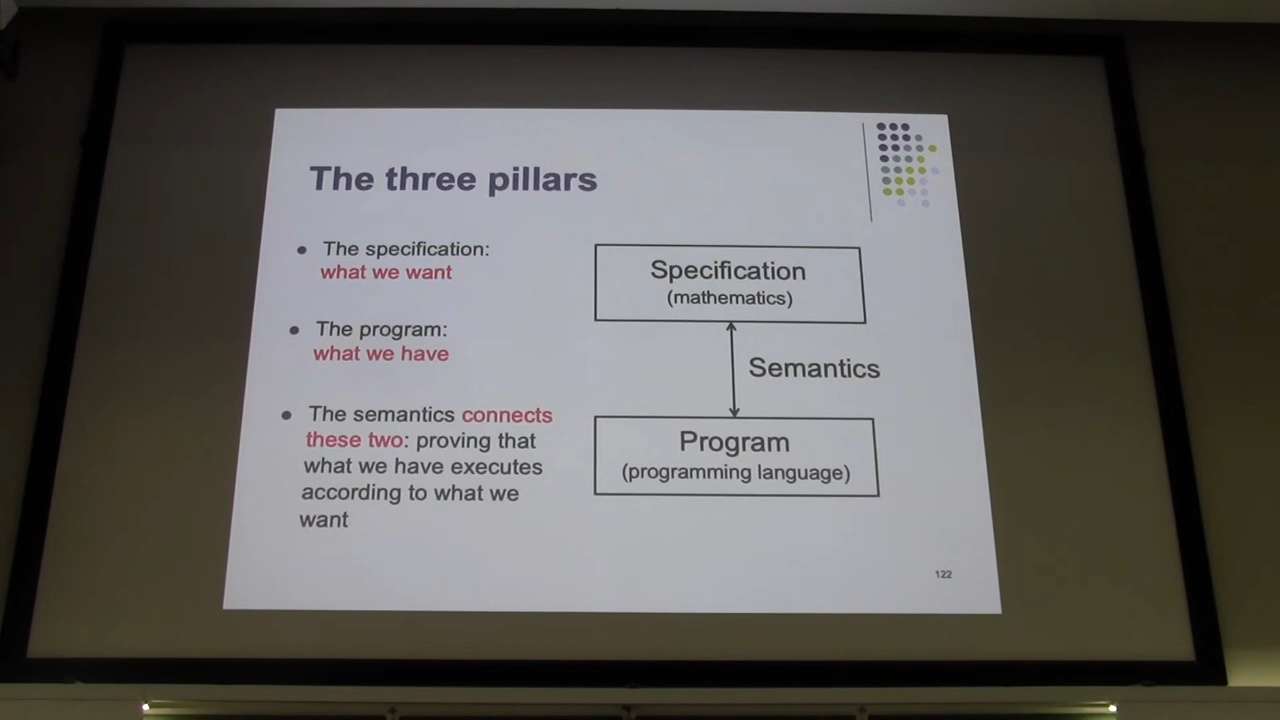 The three pillars
The specification:
what we want
The program:
what we have
The semantics connects
these two: proving that
what we have executes
according to what we
want
Specification
(mathematics)
Semantics
Program
(programming language)
122